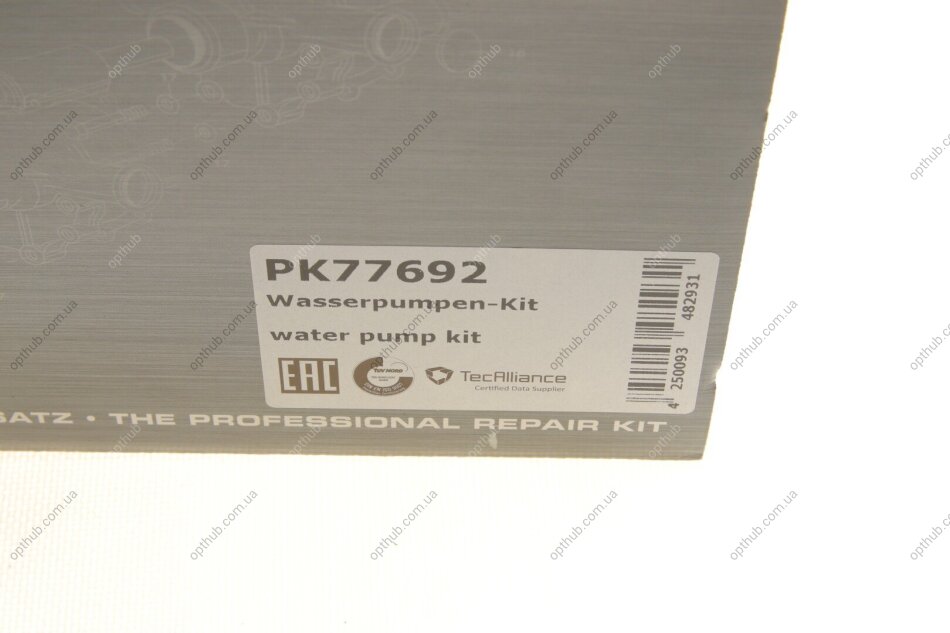 PK77692
Wasserpumpen-Kit
water pump kit
EAC
TÜV NORD
TecAlliance
Certified Data Supplier
4 250093 482931
SATZ • THE PROFESSIONAL REPAIR KIT
opthub.com.ua